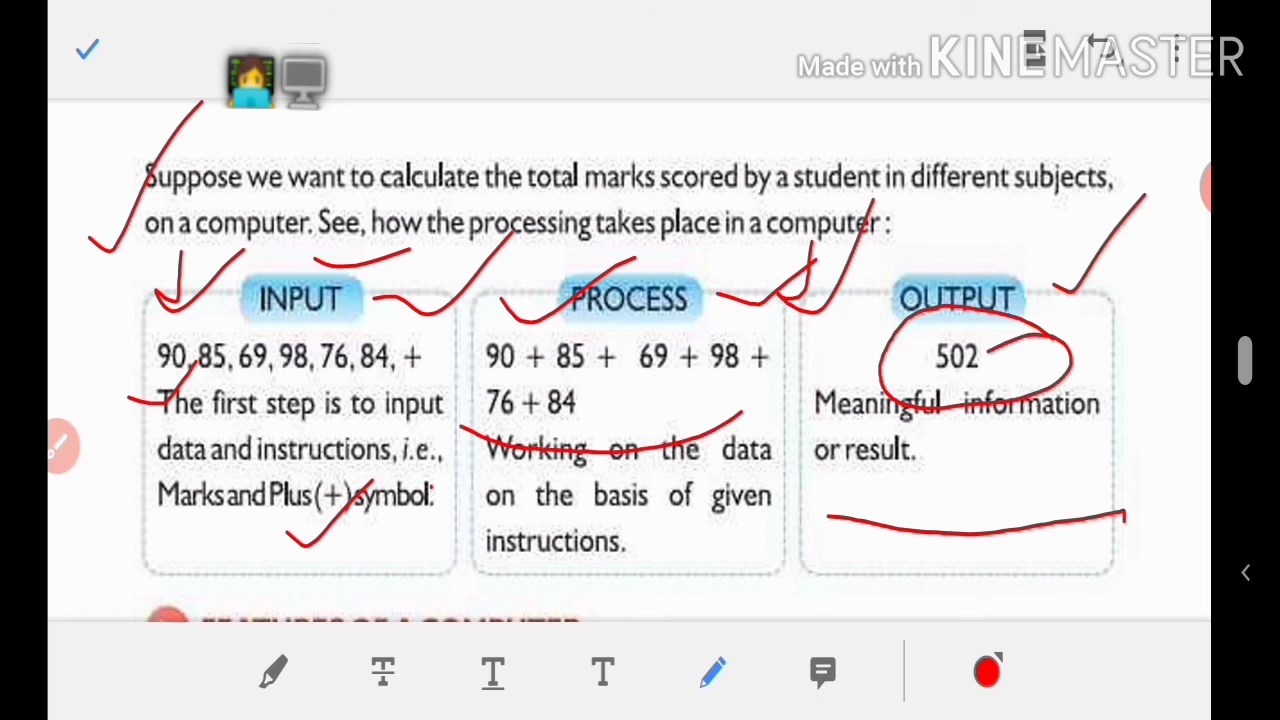 Made with KINEMASTER
Suppose we want to calculate the total marks scored by a student in different subjects,
on a computer. See, how the processing takes place in a computer :
INPUT
90, 85, 69, 98, 76, 84, +
The first step is to input
data and instructions, i.e.,
Marks and Plus (+) symbol.
PROCESS
90 + 85 + 69 + 98 +
76 + 84
Working on the data
on the basis of given
instructions.
OUTPUT
502
Meaningful information
or result.
FEATURES OF A COMPUTER
T
T
T